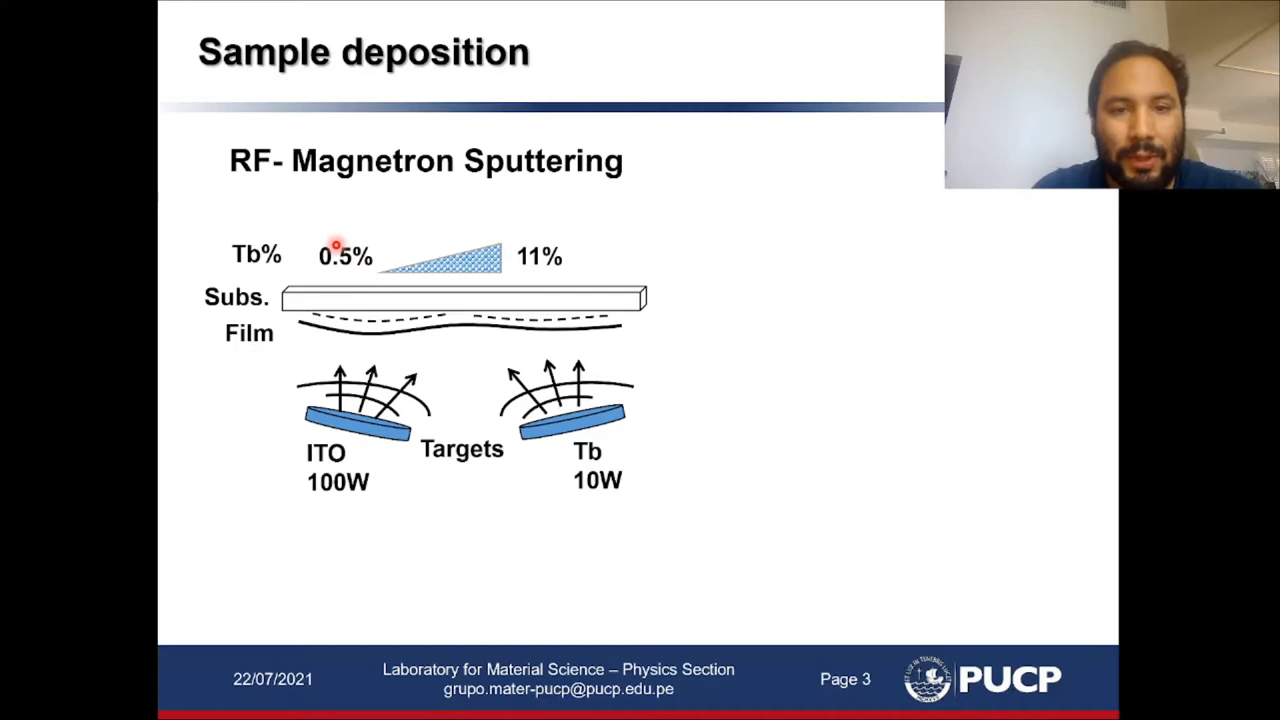 Sample deposition
RF- Magnetron Sputtering
Tb% 0.5% 11%
Subs.
Film
ITO
100W
Targets
Tb
10W
22/07/2021
Laboratory for Material Science – Physics Section
grupo.mater-pucp@pucp.edu.pe
Page 3
PUCP